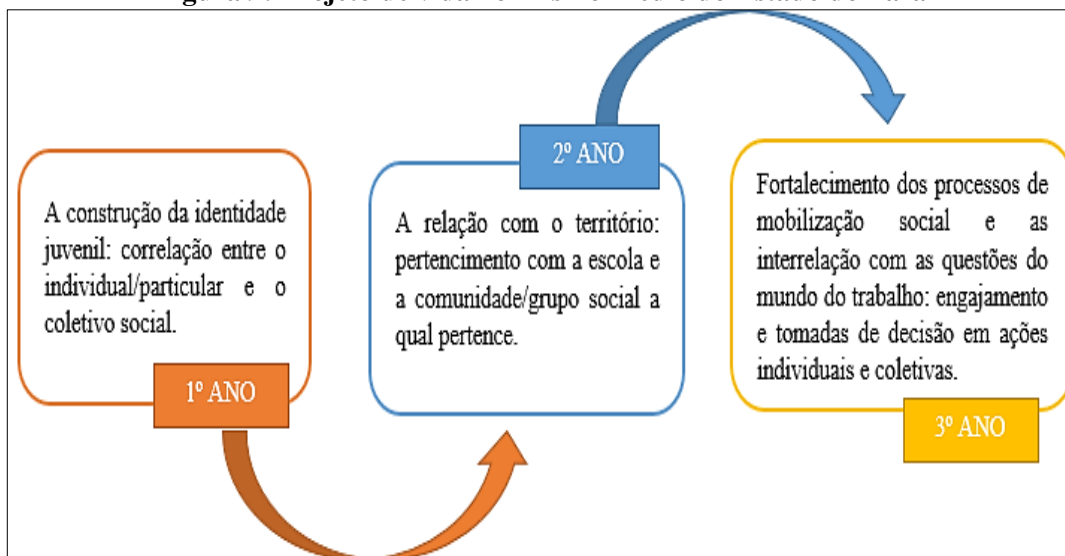 A construção da identidade
juvenil: correlação entre o
individual/particular e o
coletivo social.
1º ANO
2º ANO
A relação com o território:
pertencimento com a escola e
a comunidade/grupo social a
qual pertence.
Fortalecimento dos processos de
mobilização social e as
interrelação com as questões do
mundo do trabalho: engajamento
e tomadas de decisão em ações
individuais e coletivas.
3º ANO